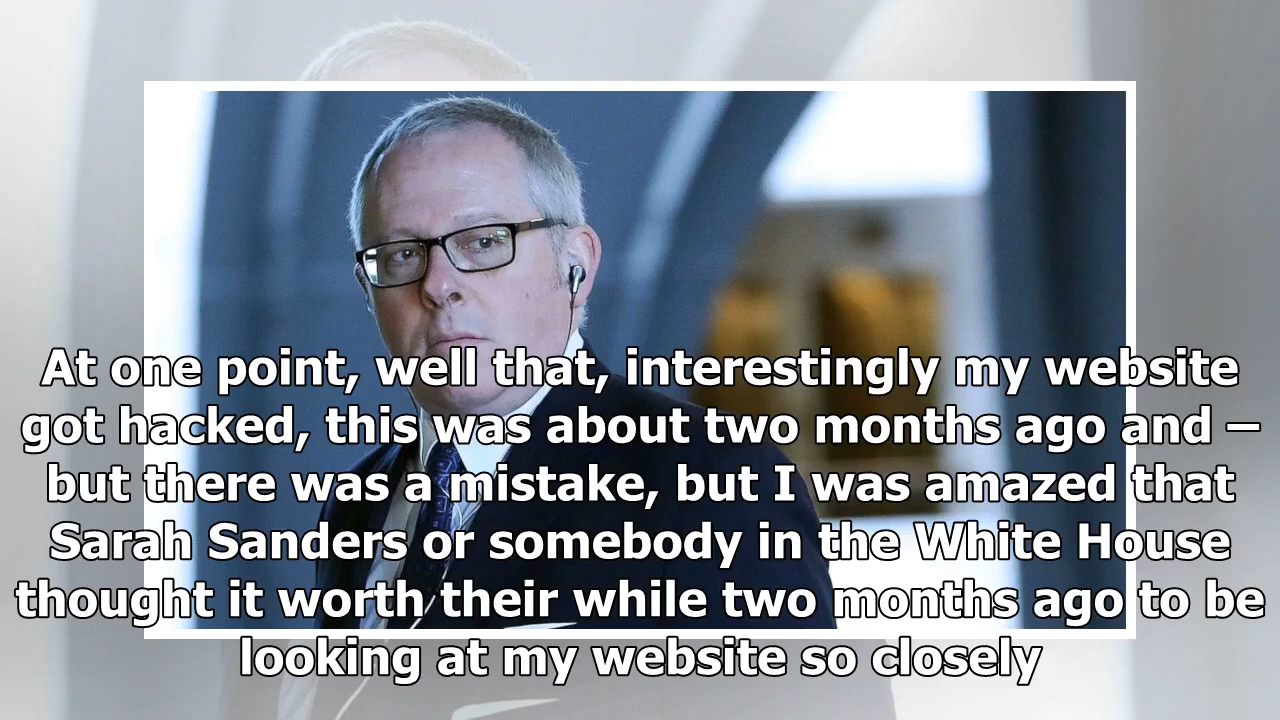 At one point, well that, interestingly my website
got hacked, this was about two months ago and –
but there was a mistake, but I was amazed that
Sarah Sanders or somebody in the White House
thought it worth their while two months ago to be
looking at my website so closely